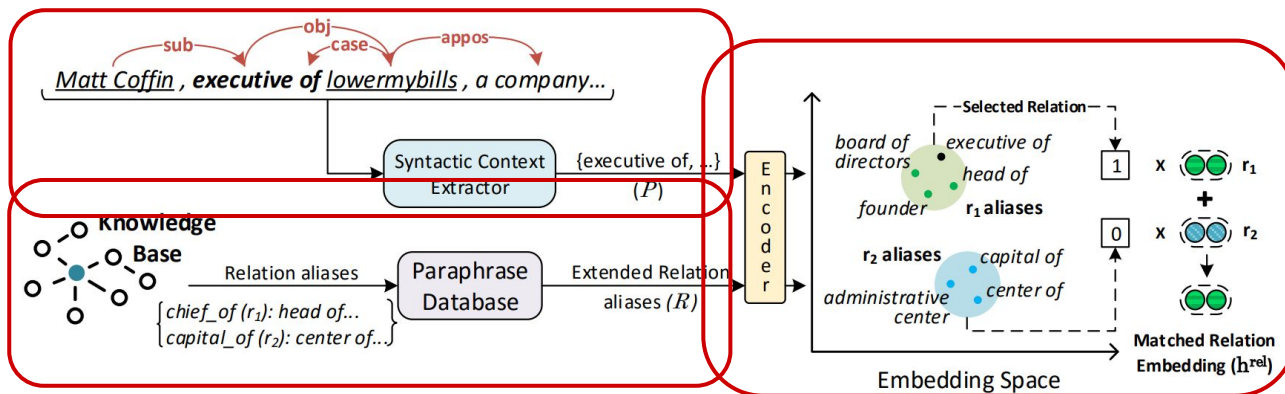 sub
obj
case
appos
Matt Coffin , executive of lowermybills , a company...
Syntactic Context
Extractor
{executive of, ...}
(P)
Knowledge
Base
Relation aliases
chief_of (r1): head of...
capital_of (r2): center of...
Paraphrase
Database
Extended Relation
aliases (R)
Encoder
Selected Relation
board of
directors
executive of
head of
founder
r1 aliases
r2 aliases
capital of
center of
administrative
center
1
x
r1
+
0
x
r2
Matched Relation
Embedding (h^rel)
Embedding Space